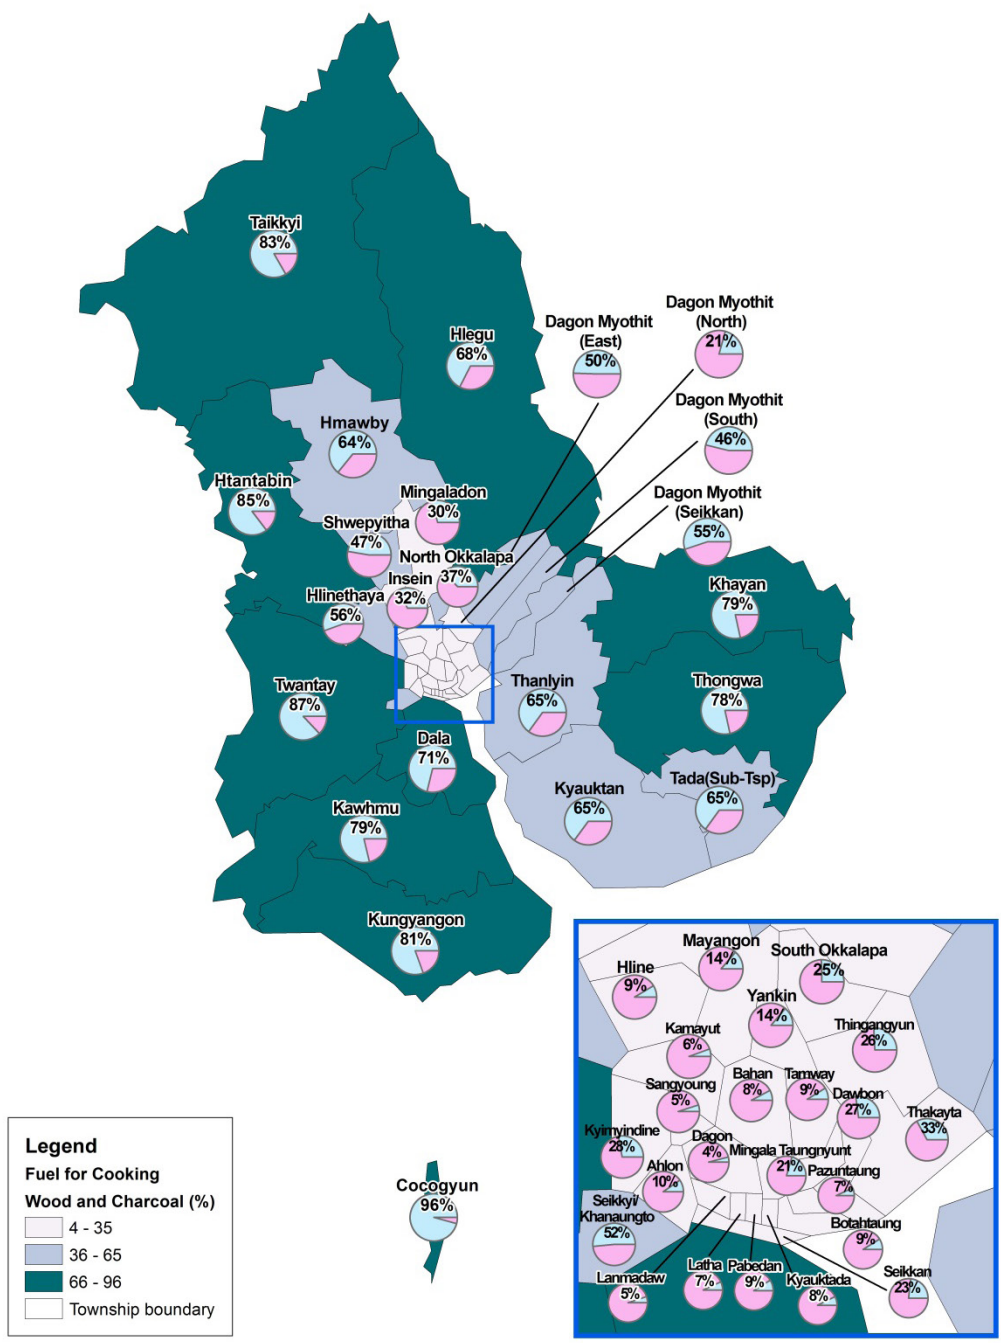 Taikkyi
83%
Hlegu
68%
Dagon Myothit
(East)
50%
Dagon Myothit
(North)
21%
Dagon Myothit
(South)
46%
Dagon Myothit
(Seikkan)
55%
Hmawby
64%
Htantabin
85%
Mingaladon
30%
Shwepyitha
47%
North Okkalapa
37%
Insein
32%
Hlinethaya
56%
Khayan
79%
Thongwa
78%
Twantay
87%
Thanlyin
65%
Dala
71%
Kyauktan
65%
Tada(Sub-Tsp)
65%
Kawhmu
79%
Kungyangon
81%
Cocogyun
96%
Mayangon
14%
South Okkalapa
25%
Hline
9%
Yankin
14%
Thingangyun
26%
Kamayut
6%
Bahan
8%
Tamway
9%
Sangyoung
5%
Dawbon
27%
Thakayta
33%
Kyimyindine
28%
Dagon
4%
Mingala Taungnyunt
21%
Pazuntaung
7%
Ahlon
10%
Seikkyi/
Khanaungto
52%
Botahtaung
9%
Lanmadaw
5%
Latha
7%
Pabedan
9%
Kyauktada
8%
Seikkan
23%
Legend
Fuel for Cooking
Wood and Charcoal (%)
4 - 35
36 - 65
66 - 96
Township boundary